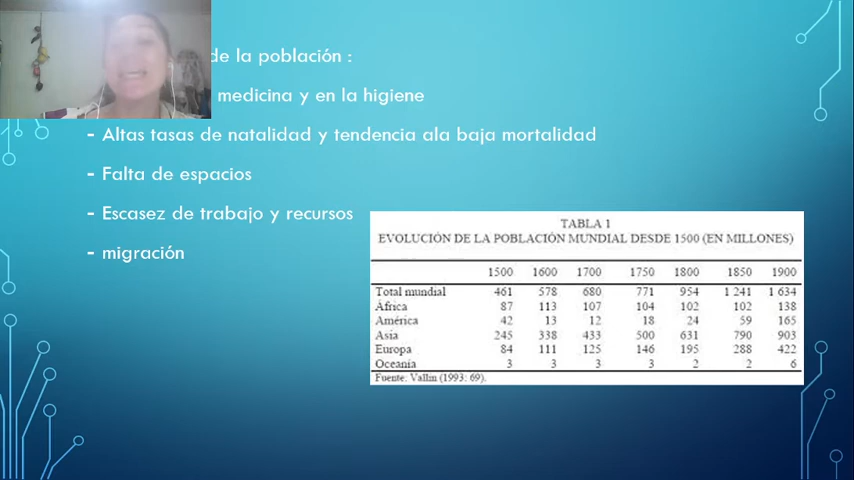 de la población :
medicina y en la higiene
- Altas tasas de natalidad y tendencia ala baja mortalidad
- Falta de espacios
- Escasez de trabajo y recursos
- migración
TABLA 1
EVOLUCIÓN DE LA POBLACIÓN MUNDIAL DESDE 1500 (EN MILLONES)
1500 1600 1700 1750 1800 1850 1900
Total mundial 461 578 680 771 954 1 241 1 634
África 87 113 107 104 102 102 138
América 42 13 12 18 24 59 165
Asia 245 338 433 500 631 790 903
Europa 84 111 125 146 195 288 422
Oceanía 3 3 3 3 2 2 6
Fuente: Vallin (1993: 69).